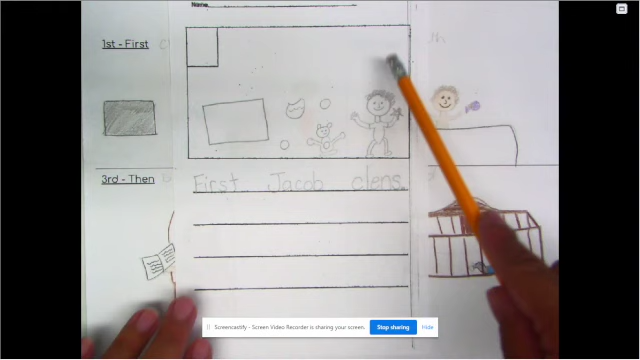 Name
1st - First
3rd - Then
First Jacob clens.
Screencastify - Screen Video Recorder is sharing your screen.
Stop sharing
Hide